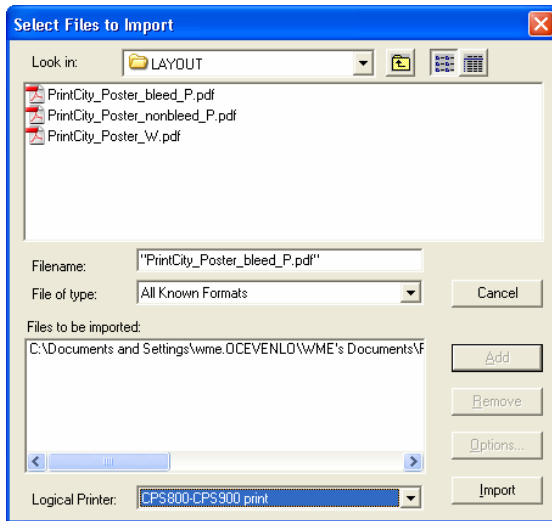 Select Files to Import
Look in: LAYOUT
PrintCity_Poster_bleed_P.pdf
PrintCity_Poster_nonbleed_P.pdf
PrintCity_Poster_W.pdf
Filename: "PrintCity_Poster_bleed_P.pdf"
File of type: All Known Formats Cancel
Files to be imported:
C:\Documents and Settings\wme.OCEVENLO\WME's Documents\
Add
Remove
Options...
Logical Printer: CPS800-CPS900 print Import